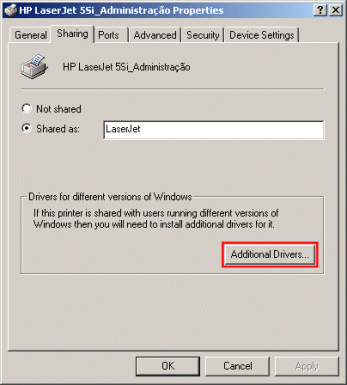 HP LaserJet 5Si_Administração Properties
General Sharing Ports Advanced Security Device Settings
HP LaserJet 5Si_Administração
Not shared
Shared as: LaserJet
Drivers for different versions of Windows
If this printer is shared with users running different versions of
Windows then you will need to install additional drivers for it.
Additional Drivers...
OK Cancel Apply